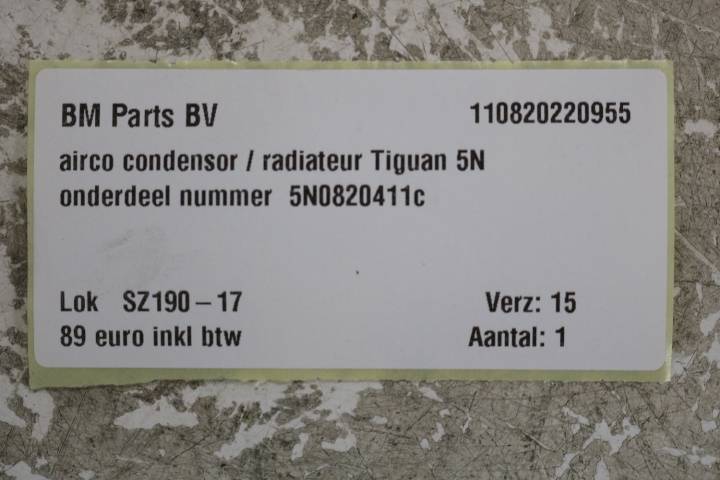 BM Parts BV 110820220955
airco condensor / radiateur Tiguan 5N
onderdeel nummer 5N0820411c
Lok SZ190 – 17 Verz: 15
89 euro inkl btw Aantal: 1